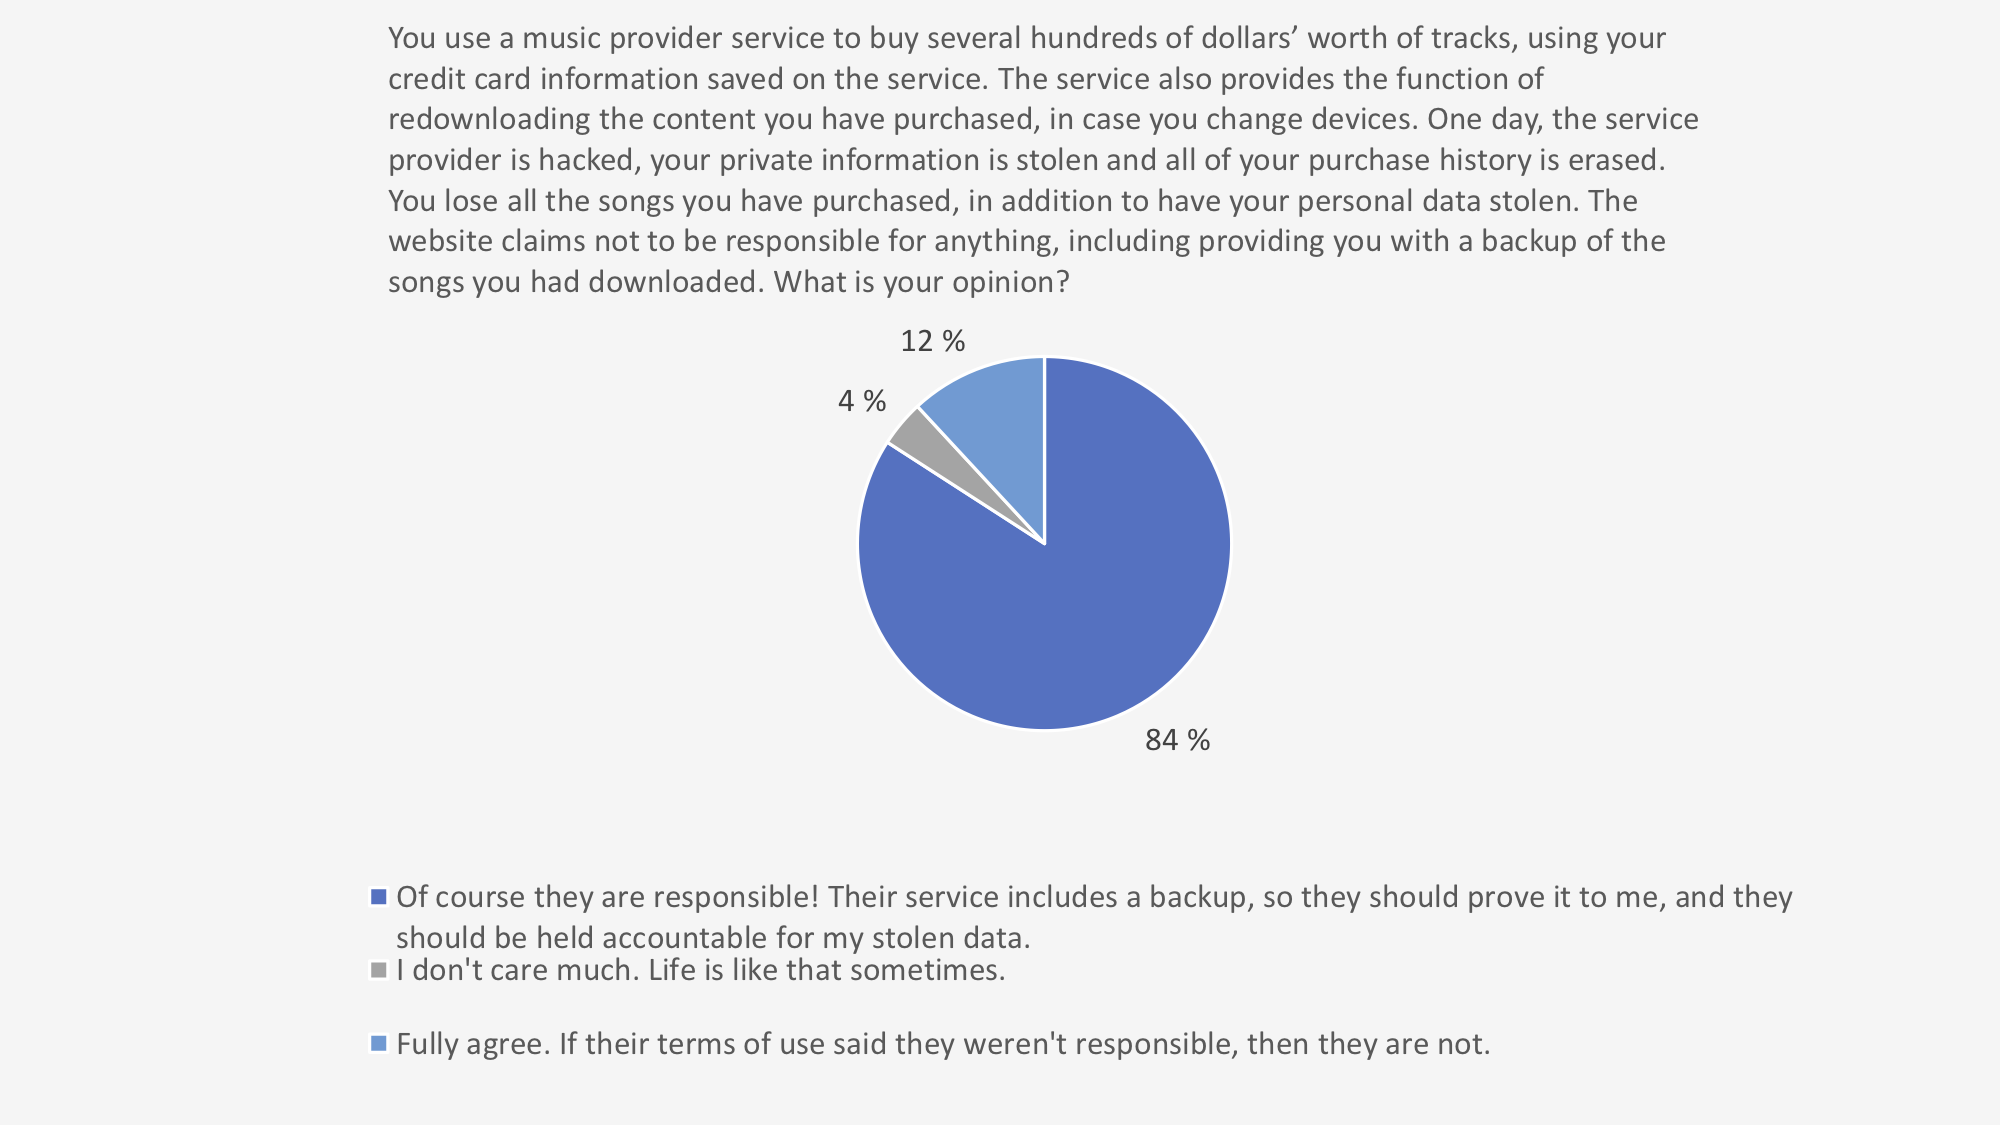 You use a music provider service to buy several hundreds of dollars’ worth of tracks, using your
credit card information saved on the service. The service also provides the function of
redownloading the content you have purchased, in case you change devices. One day, the service
provider is hacked, your private information is stolen and all of your purchase history is erased.
You lose all the songs you have purchased, in addition to have your personal data stolen. The
website claims not to be responsible for anything, including providing you with a backup of the
songs you had downloaded. What is your opinion?
12 %
4 %
84 %
Of course they are responsible! Their service includes a backup, so they should prove it to me, and they
should be held accountable for my stolen data.
I don't care much. Life is like that sometimes.
Fully agree. If their terms of use said they weren't responsible, then they are not.